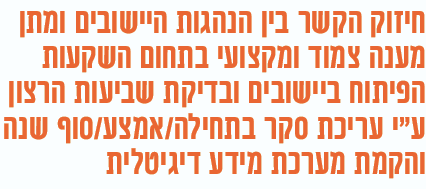 חיזוק הקשר בין הנהגות היישובים ומתן
מענה צמוד ומקצועי בתחום השקעות
הפיתוח ביישובים ובדיקת שביעות הרצון
ע״י עריכת סקר בתחילה/אמצע/סוף שנה
והקמת מערכת מידע דיגיטלית